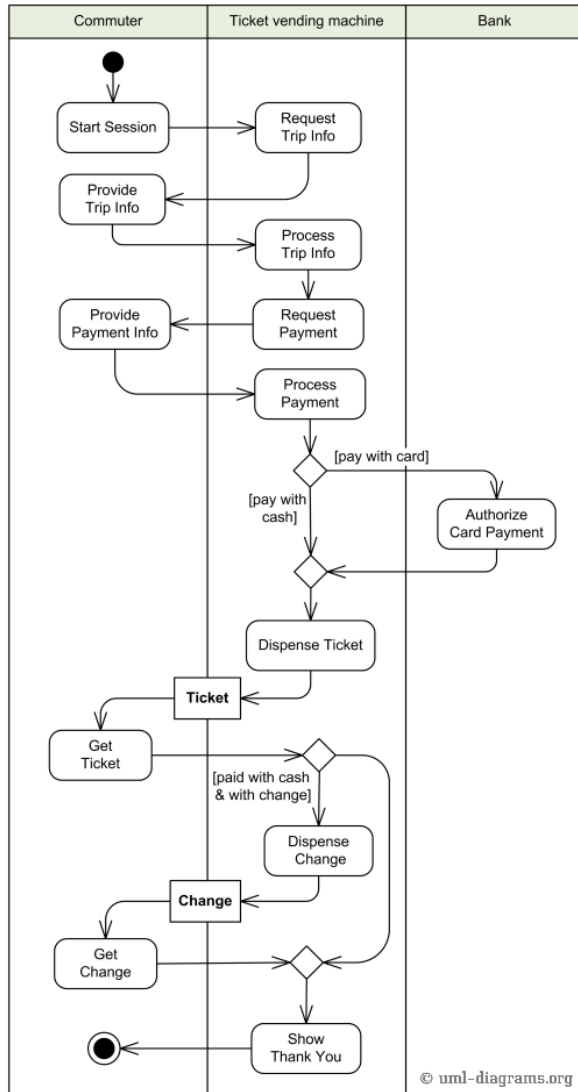 Commuter
Ticket vending machine
Bank
Start Session
Request
Trip Info
Provide
Trip Info
Process
Trip Info
Provide
Payment Info
Request
Payment
Process
Payment
[pay with card]
[pay with
cash]
Authorize
Card Payment
Dispense Ticket
Ticket
Get
Ticket
[paid with cash
& with change]
Dispense
Change
Change
Get
Change
Show
Thank You
© uml-diagrams.org